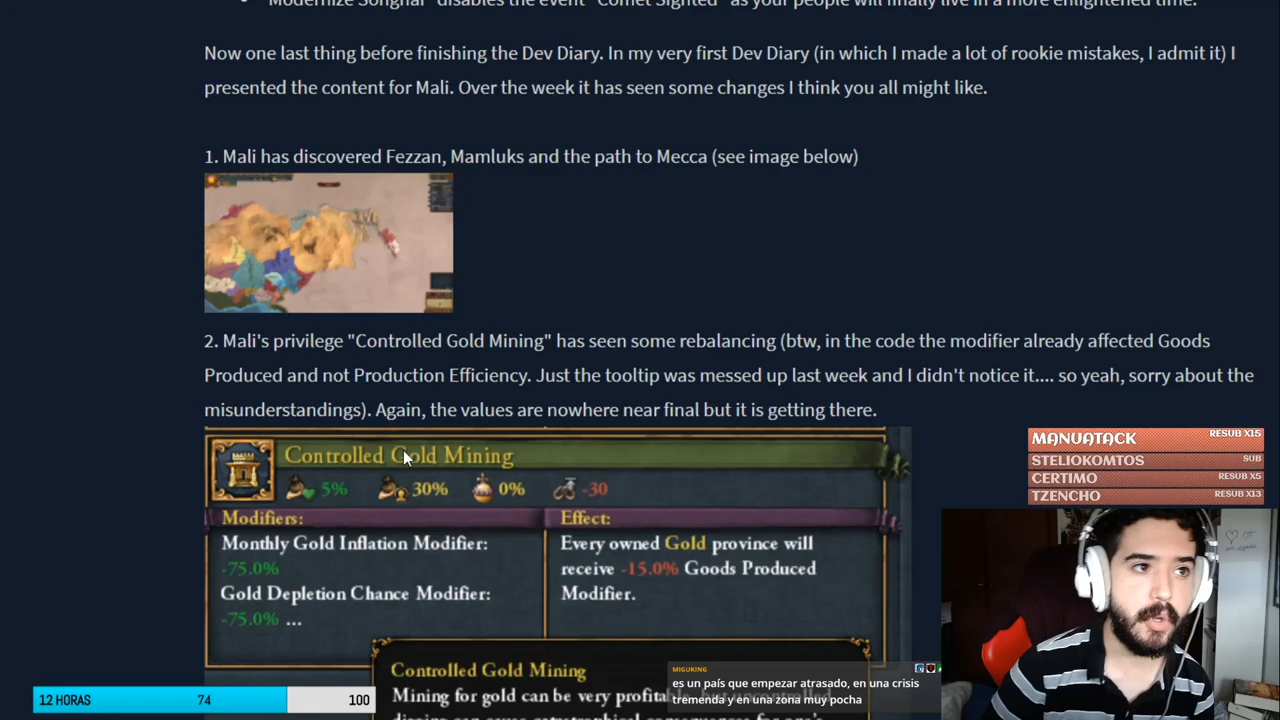 "Modernize Songhai" disables the event "Comet Sighted" as your people will finally live in a more enlightened time.
Now one last thing before finishing the Dev Diary. In my very first Dev Diary (in which I made a lot of rookie mistakes, I admit it) I
presented the content for Mali. Over the week it has seen some changes I think you all might like.
1. Mali has discovered Fezzan, Mamluks and the path to Mecca (see image below)
2. Mali's privilege "Controlled Gold Mining" has seen some rebalancing (btw, in the code the modifier already affected Goods
Produced and not Production Efficiency. Just the tooltip was messed up last week and I didn't notice it.... so yeah, sorry about the
misunderstandings). Again, the values are nowhere near final but it is getting there.
Controlled Gold Mining
5% 30% 0% -30
Modifiers:
Monthly Gold Inflation Modifier:
-75.0%
Gold Depletion Chance Modifier:
-75.0% ...
Effect:
Every owned Gold province will
receive -15.0% Goods Produced
Modifier.
Controlled Gold Mining
Mining for gold can be very profitable, but uncontrolled
MANUATACK RESUB X15
STELIOKOMTOS SUB
CERTIMO RESUB X5
TZENCHO RESUB X13
MIGUKING
es un país que empezar atrasado, en una crisis
tremenda y en una zona muy pocha
12 HORAS 74 100